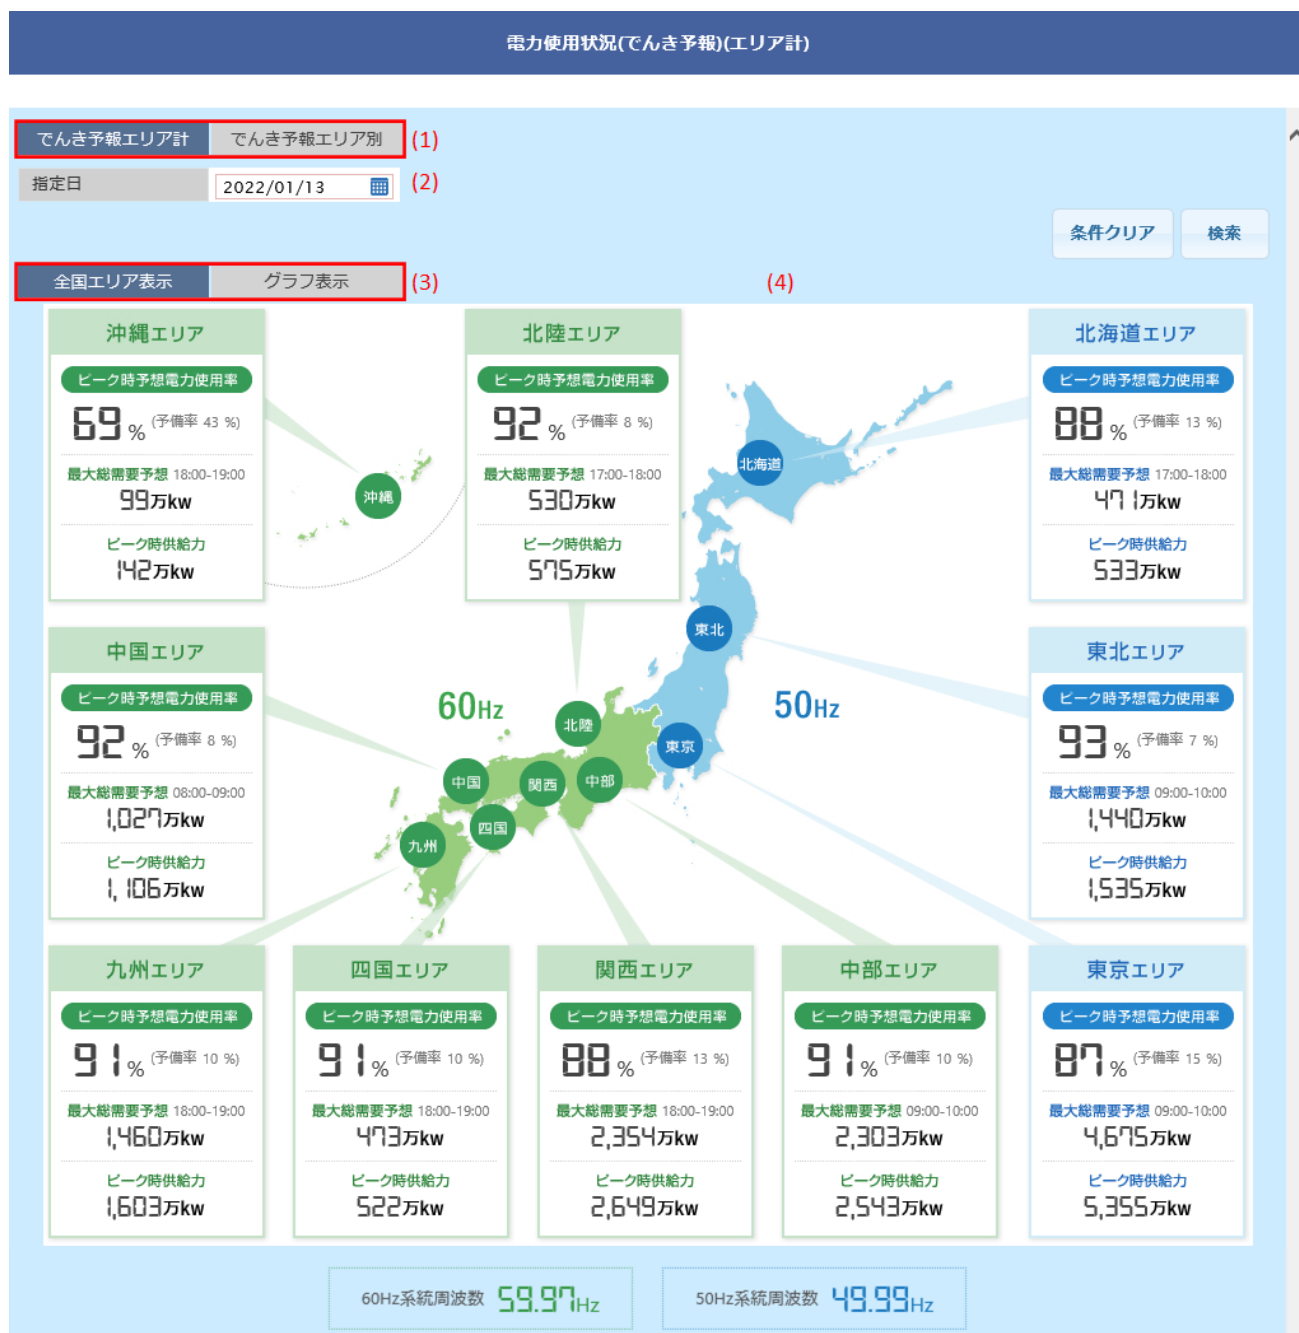 電力使用状況(でんき予報)(エリア計)
でんき予報エリア計 でんき予報エリア別 (1)
指定日 2022/01/13 (2)
条件クリア 検索
全国エリア表示 グラフ表示 (3) (4)
沖縄エリア
ピーク時予想電力使用率
69% (予備率 43 %)
最大総需要予想 18:00-19:00
99万kw
ピーク時供給力
142万kw
北陸エリア
ピーク時予想電力使用率
92% (予備率 8 %)
最大総需要予想 17:00-18:00
530万kw
ピーク時供給力
575万kw
北海道エリア
ピーク時予想電力使用率
88% (予備率 13 %)
最大総需要予想 17:00-18:00
471万kw
ピーク時供給力
533万kw
北海道
沖縄
東北
60Hz
50Hz
北陸
東京
中国
関西
中部
四国
九州
中国エリア
ピーク時予想電力使用率
92% (予備率 8 %)
最大総需要予想 08:00-09:00
1,027万kw
ピーク時供給力
1,106万kw
東北エリア
ピーク時予想電力使用率
93% (予備率 7 %)
最大総需要予想 09:00-10:00
1,440万kw
ピーク時供給力
1,535万kw
九州エリア
ピーク時予想電力使用率
91% (予備率 10 %)
最大総需要予想 18:00-19:00
1,460万kw
ピーク時供給力
1,603万kw
四国エリア
ピーク時予想電力使用率
91% (予備率 10 %)
最大総需要予想 18:00-19:00
473万kw
ピーク時供給力
522万kw
関西エリア
ピーク時予想電力使用率
88% (予備率 13 %)
最大総需要予想 18:00-19:00
2,354万kw
ピーク時供給力
2,649万kw
中部エリア
ピーク時予想電力使用率
91% (予備率 10 %)
最大総需要予想 09:00-10:00
2,303万kw
ピーク時供給力
2,543万kw
東京エリア
ピーク時予想電力使用率
87% (予備率 15 %)
最大総需要予想 09:00-10:00
4,675万kw
ピーク時供給力
5,355万kw
60Hz系統周波数 59.97Hz
50Hz系統周波数 49.99Hz